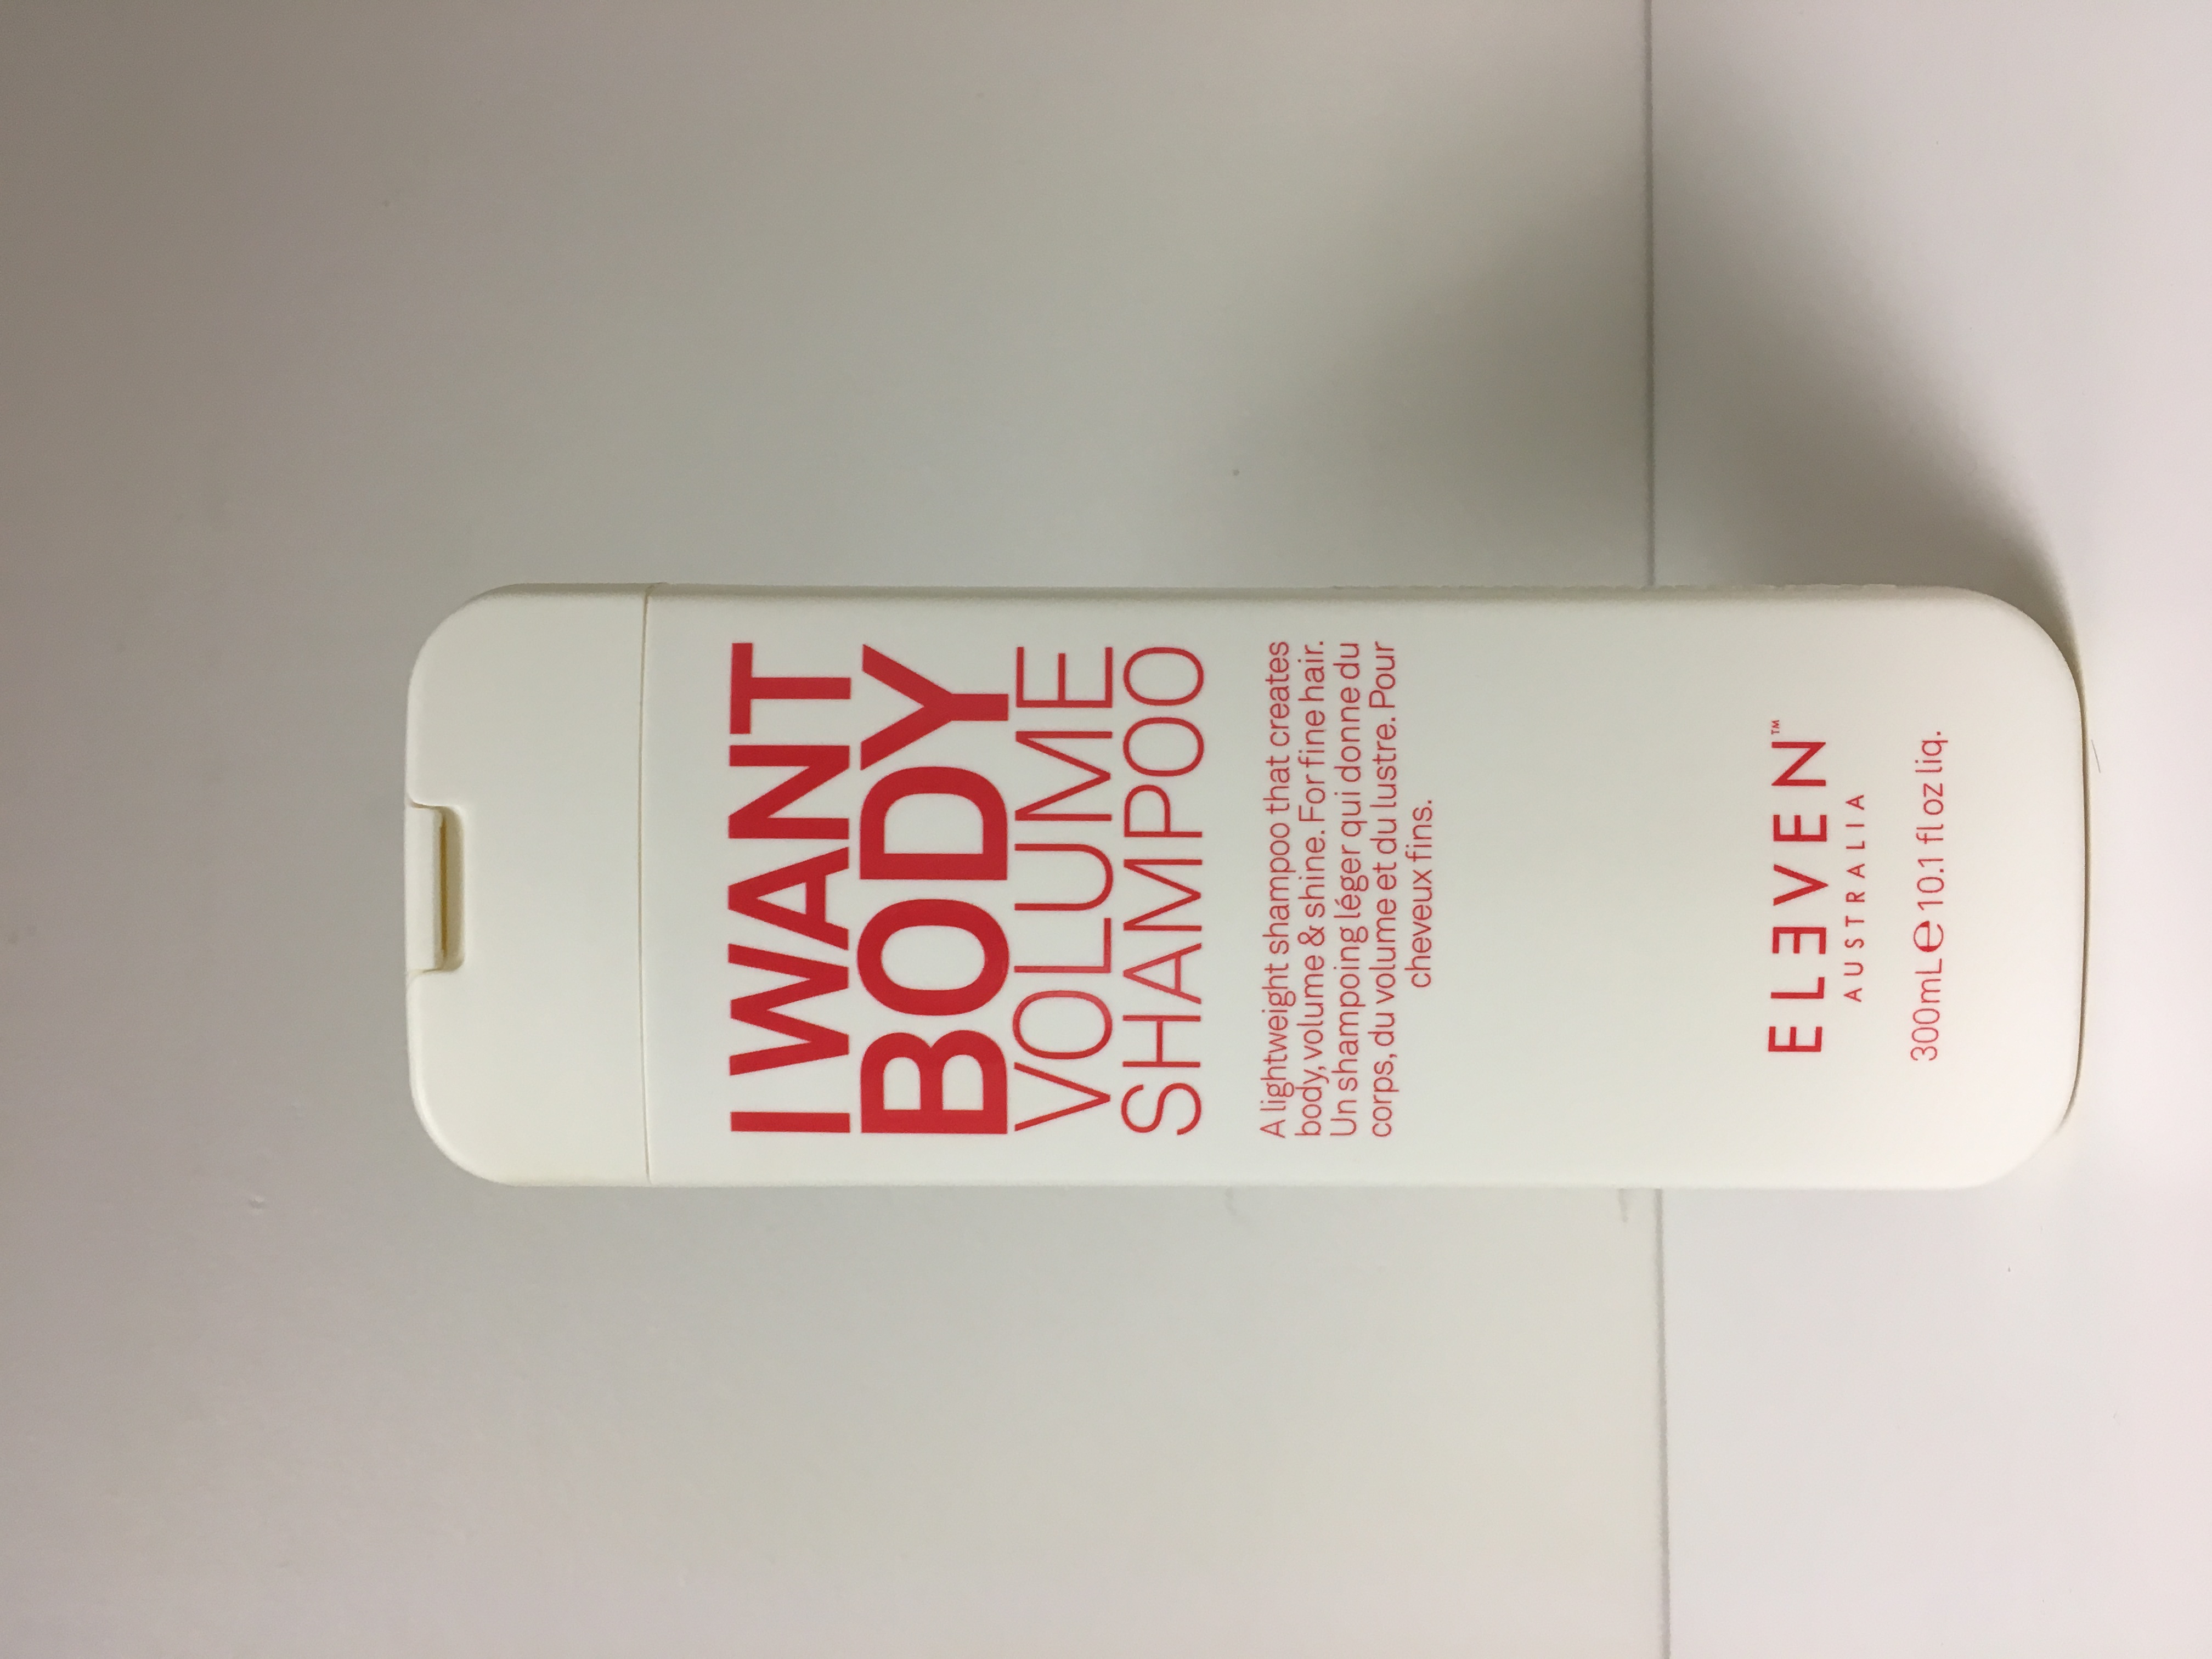 I WANT
BODY
VOLUME
SHAMPOO
A lightweight shampoo that creates
body, volume & shine. For fine hair.
Un shampoing léger qui donne du
corps, du volume et du lustre. Pour
cheveux fins.
ELEVEN™
AUSTRALIA
300mL℮10.1 fl oz liq.